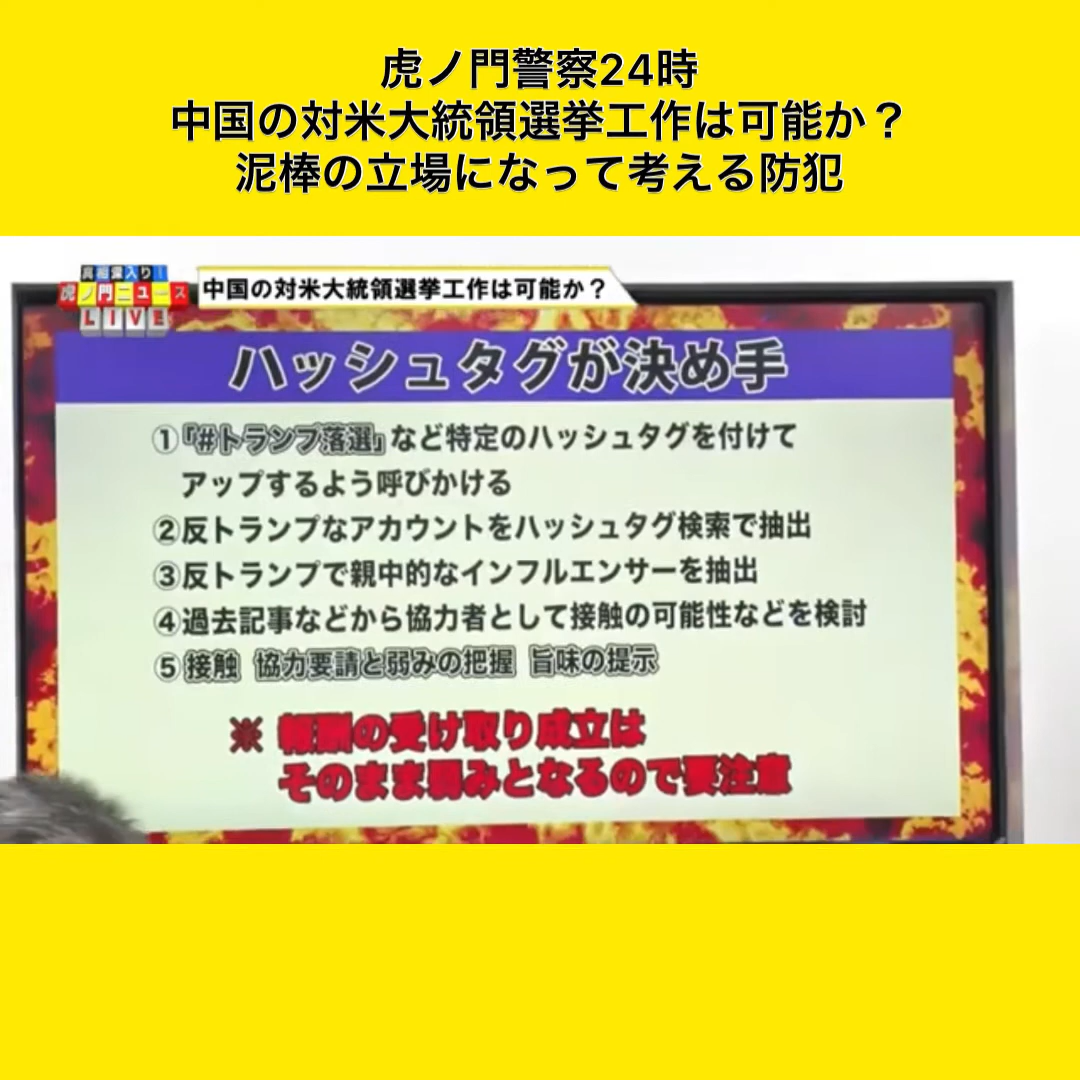 虎ノ門警察24時
中国の対米大統領選挙工作は可能か？
泥棒の立場になって考える防犯
真相深入り！
虎ノ門ニュース
LIVE
中国の対米大統領選挙工作は可能か？
ハッシュタグが決め手
①『#トランプ落選』など特定のハッシュタグを付けて
アップするよう呼びかける
②反トランプなアカウントをハッシュタグ検索で抽出
③反トランプで親中的なインフルエンサーを抽出
④過去記事などから協力者として接触の可能性などを検討
⑤接触 協力要請と弱みの把握 旨味の提示
※ 報酬の受け取り成立は
そのまま弱みとなるので要注意